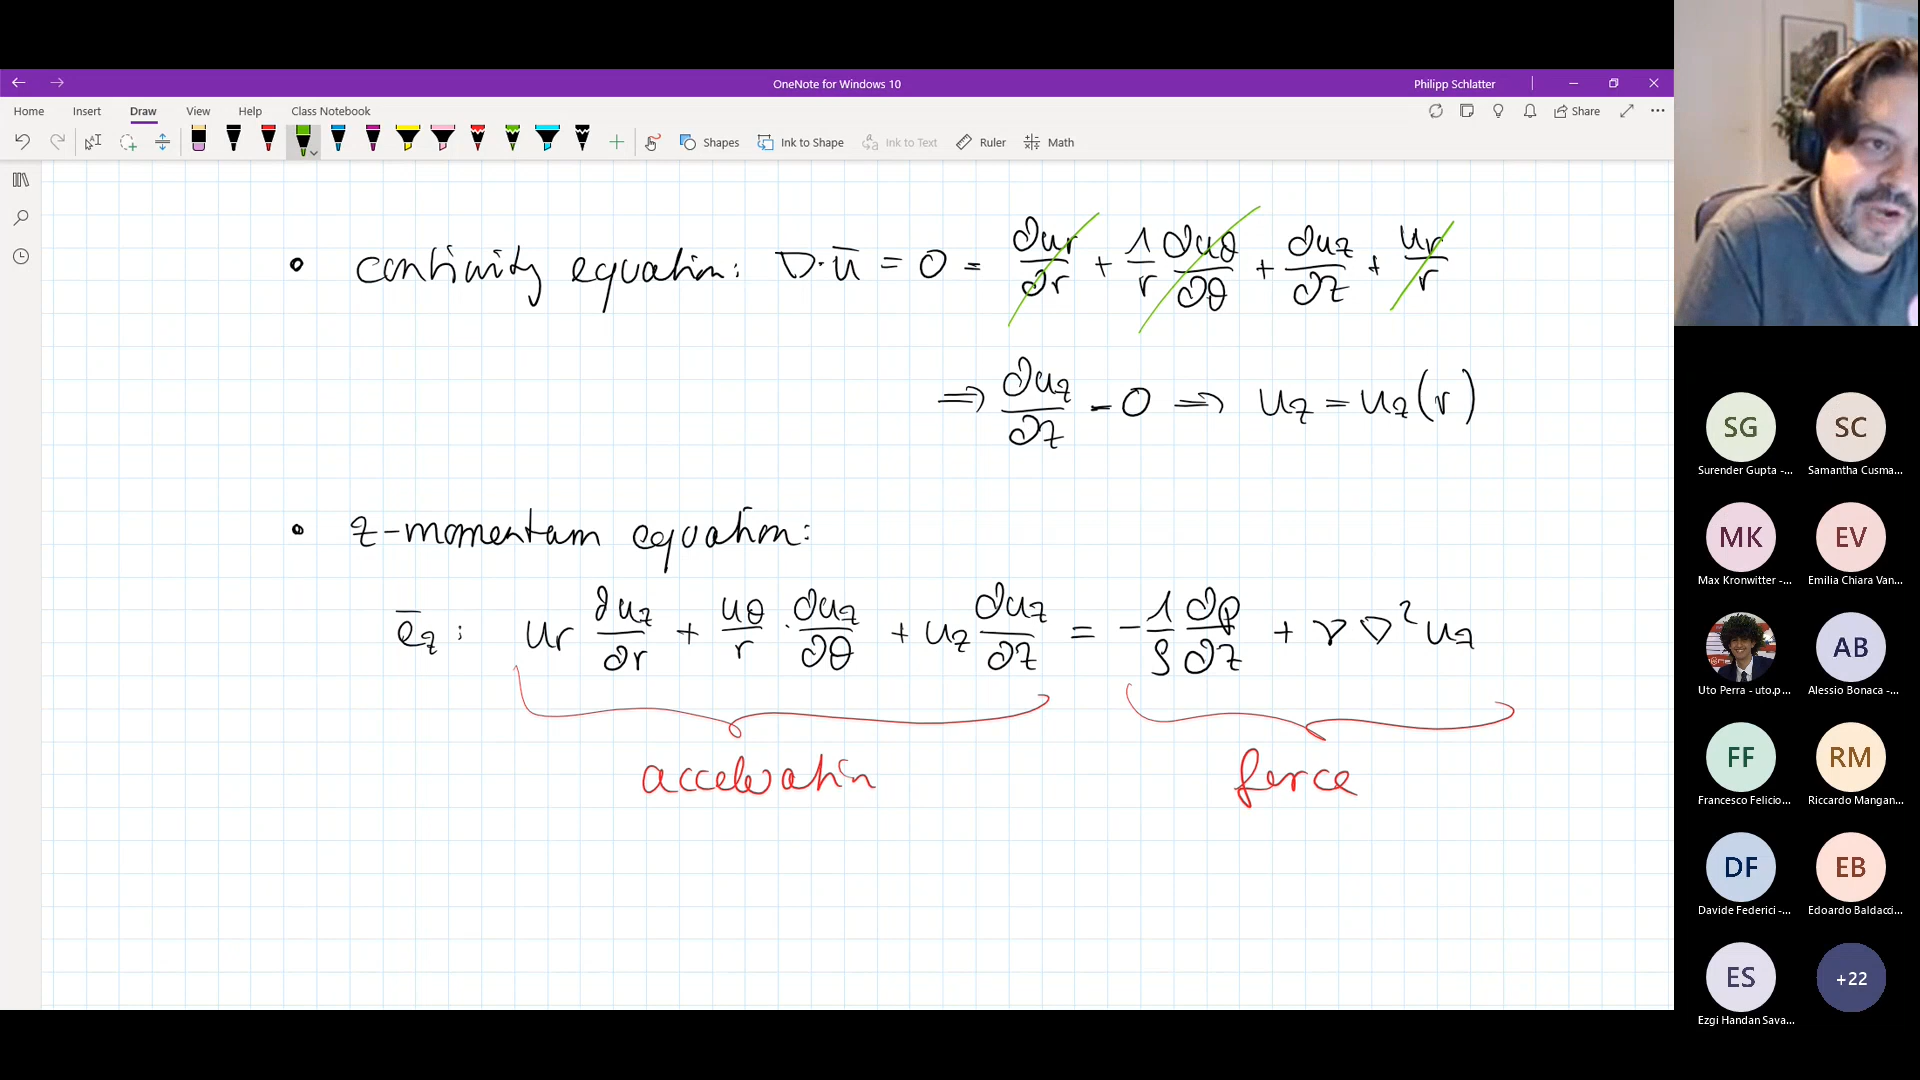 OneNote for Windows 10
Philipp Schlatter
Home Insert Draw View Help Class Notebook
Share
Shapes Ink to Shape Ink to Text Ruler Math
• continuity equation: ∇·ū = 0 = ∂ur/∂r + 1/r ∂uθ/∂θ + ∂uz/∂z + ur/r
⇒ ∂uz/∂z = 0 ⇒ uz = uz(r)
• z-momentum equation:
ēz: ur ∂uz/∂r + uθ/r · ∂uz/∂θ + uz ∂uz/∂z = - 1/ρ ∂p/∂z + ν ∇² uz
acceleration force
SG SC
Surender Gupta -... Samantha Cusma...
MK EV
Max Kronwitter -... Emilia Chiara Van...
AB
Uto Perra - uto.p... Alessio Bonaca -...
FF RM
Francesco Felicio... Riccardo Mangan...
DF EB
Davide Federici -... Edoardo Baldacci...
ES +22
Ezgi Handan Sava...